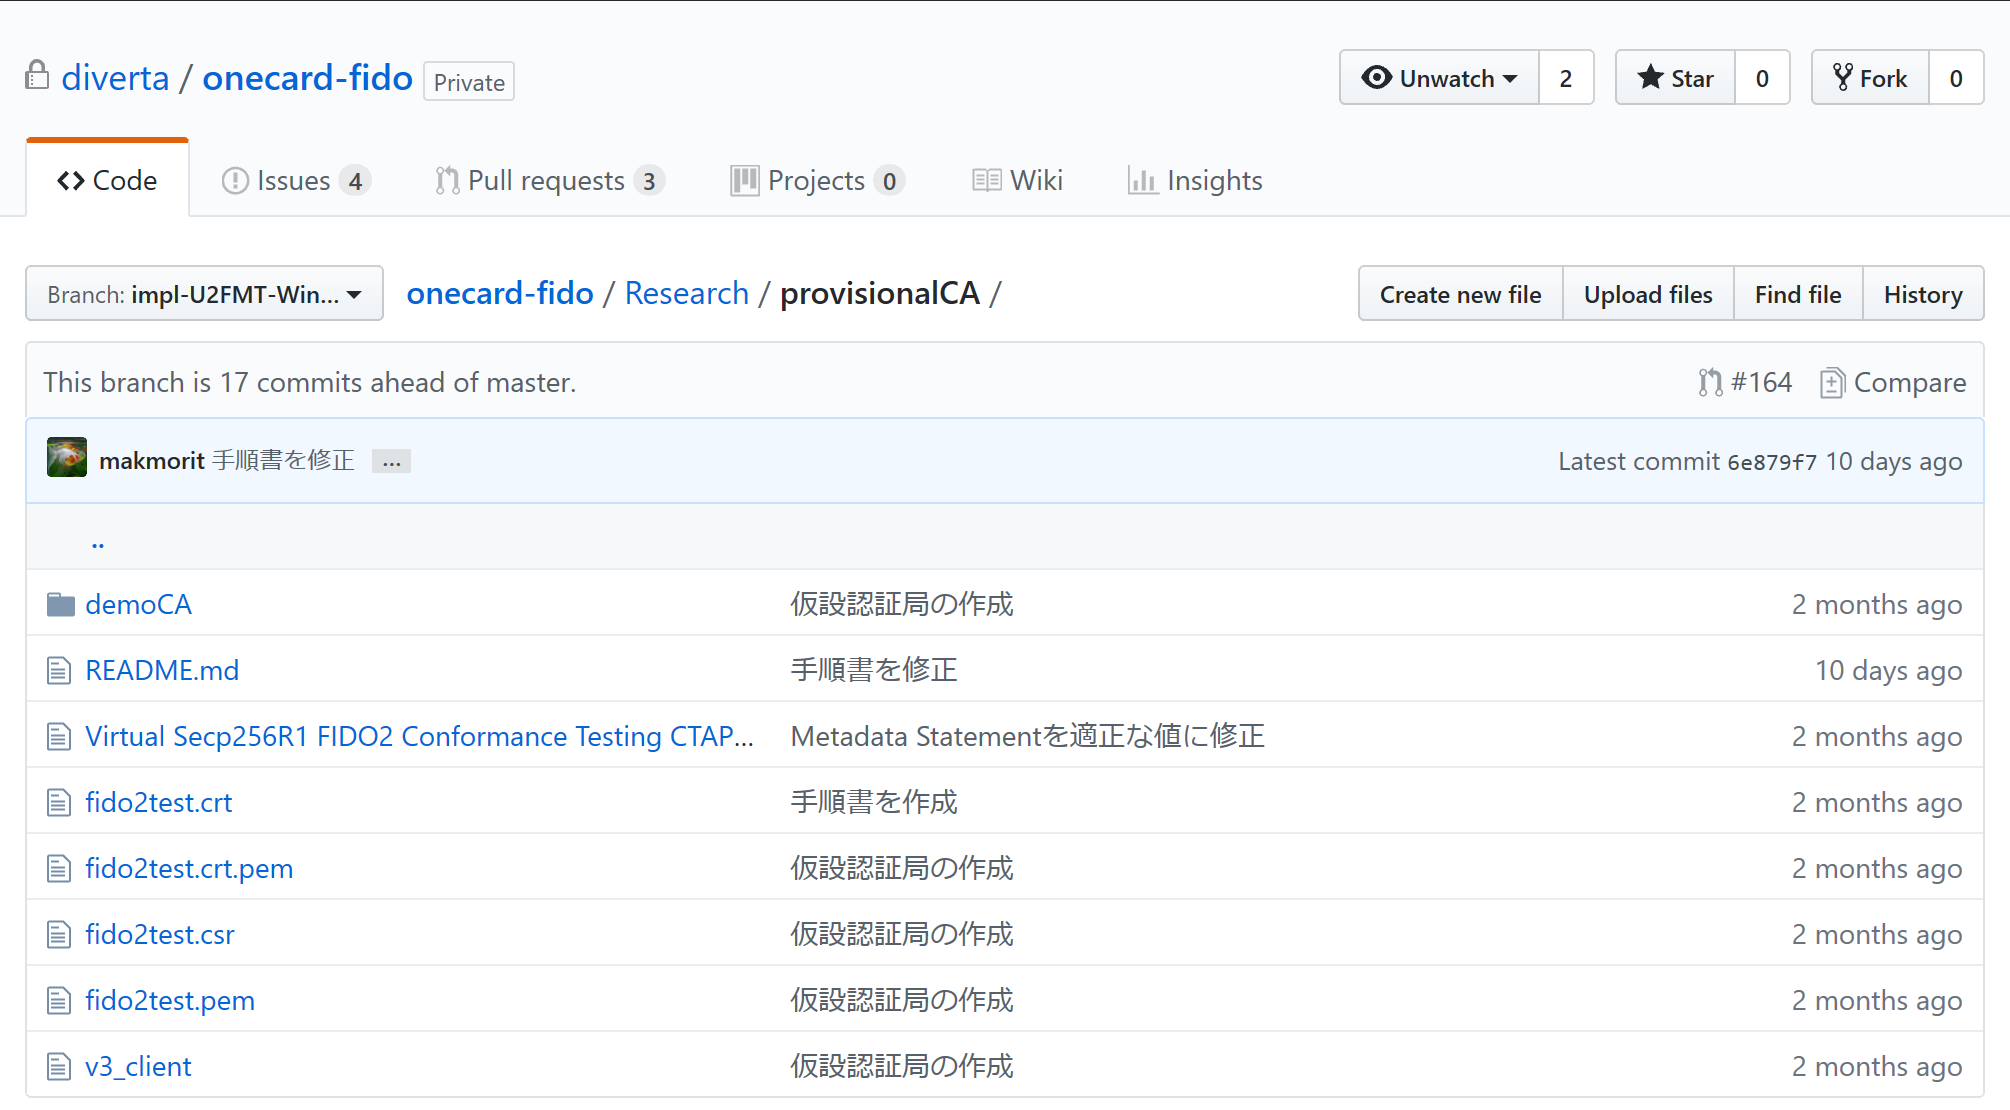 diverta / onecard-fido Private Unwatch 2 Star 0 Fork 0
Code Issues 4 Pull requests 3 Projects 0 Wiki Insights
Branch: impl-U2FMT-Win... onecard-fido / Research / provisionalCA / Create new file Upload files Find file History
This branch is 17 commits ahead of master. #164 Compare
makmorit 手順書を修正 ... Latest commit 6e879f7 10 days ago
..
demoCA 仮設認証局の作成 2 months ago
README.md 手順書を修正 10 days ago
Virtual Secp256R1 FIDO2 Conformance Testing CTAP... Metadata Statementを適正な値に修正 2 months ago
fido2test.crt 手順書を作成 2 months ago
fido2test.crt.pem 仮設認証局の作成 2 months ago
fido2test.csr 仮設認証局の作成 2 months ago
fido2test.pem 仮設認証局の作成 2 months ago
v3_client 仮設認証局の作成 2 months ago